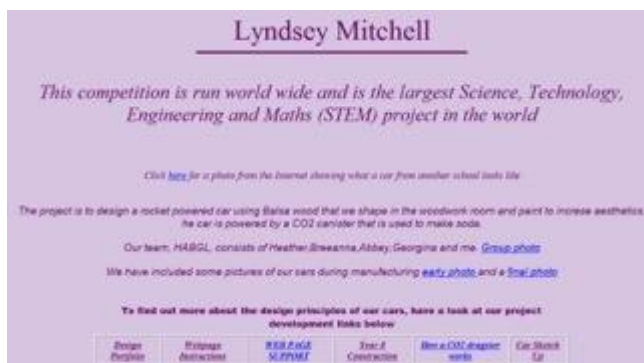 Lyndsey Mitchell
This competition is run world wide and is the largest Science, Technology,
Engineering and Maths (STEM) project in the world
Click here for a photo from the Internet showing what a car from another school looks like
The project is to design a rocket powered car using Balsa wood that we shape in the woodwork room and paint to increse aesthetics
he car is powered by a CO2 canister that is used to make soda.
Our team, HABGL, consists of Heather,Breeanna,Abbey,Georgina and me. Group photo
We have included some pictures of our cars during manufacturing early photo and a final photo
To find out more about the design principles of our cars, have a look at our project
development links below
Design Webpage WEB PAGE Year 8 How a CO2 dragster Car Sketch
Portfolio Instructions SUPPORT Construction works Up